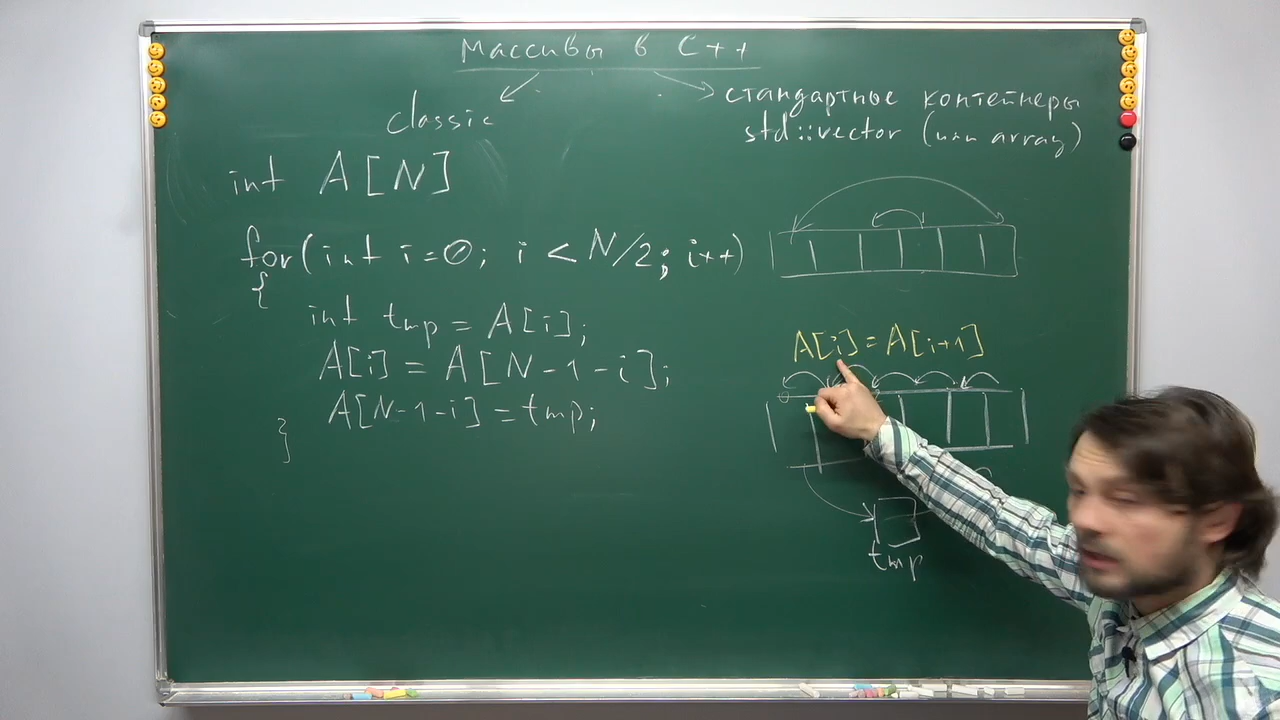 Массивы в C++
classic
стандартные контейнеры
std::vector (или array)
int A[N]
for(int i=0; i<N/2; i++)
{
int tmp = A[i];
A[i] = A[N-1-i];
A[N-1-i] = tmp;
}
A[i]=A[i+1]
tmp